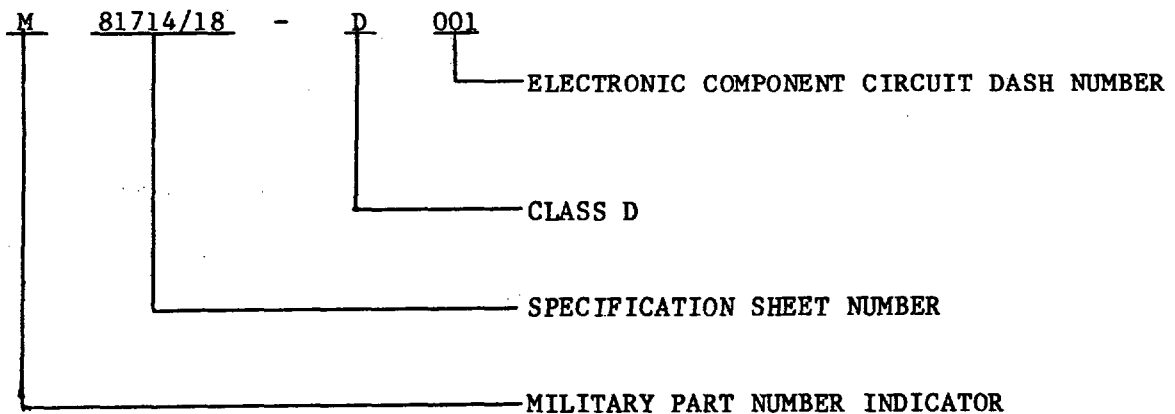 M 81714/18 - D 001
ELECTRONIC COMPONENT CIRCUIT DASH NUMBER
CLASS D
SPECIFICATION SHEET NUMBER
MILITARY PART NUMBER INDICATOR